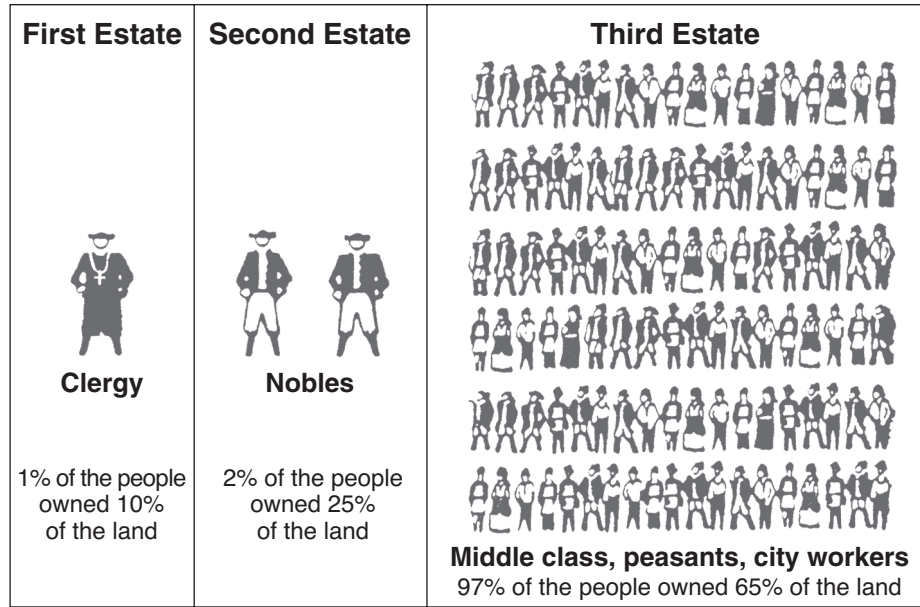 First Estate
Clergy
1% of the people
owned 10%
of the land
Second Estate
Nobles
2% of the people
owned 25%
of the land
Third Estate
Middle class, peasants, city workers
97% of the people owned 65% of the land